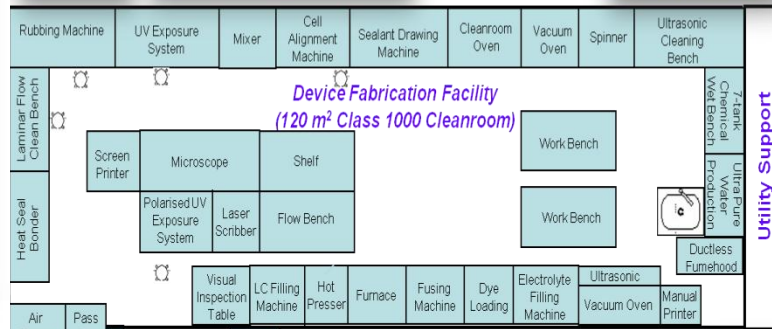 Rubbing Machine
UV Exposure
System
Mixer
Cell
Alignment
Machine
Sealant Drawing
Machine
Cleanroom
Oven
Vacuum
Oven
Spinner
Ultrasonic
Cleaning
Bench
Laminar Flow
Clean Bench
Device Fabrication Facility
(120 m² Class 1000 Cleanroom)
7-tank
Chemical
Wet Bench
Utility Support
Screen
Printer
Microscope
Shelf
Work Bench
Heat Seal
Bonder
Polarised UV
Exposure
System
Laser
Scribber
Flow Bench
Work Bench
Ultra Pure
Water
Production
C
Ductless
Fumehood
Visual
Inspection
Table
LC Filling
Machine
Hot
Presser
Furnace
Fusing
Machine
Dye
Loading
Electrolyte
Filling
Machine
Ultrasonic
Vacuum Oven
Manual
Printer
Air
Pass